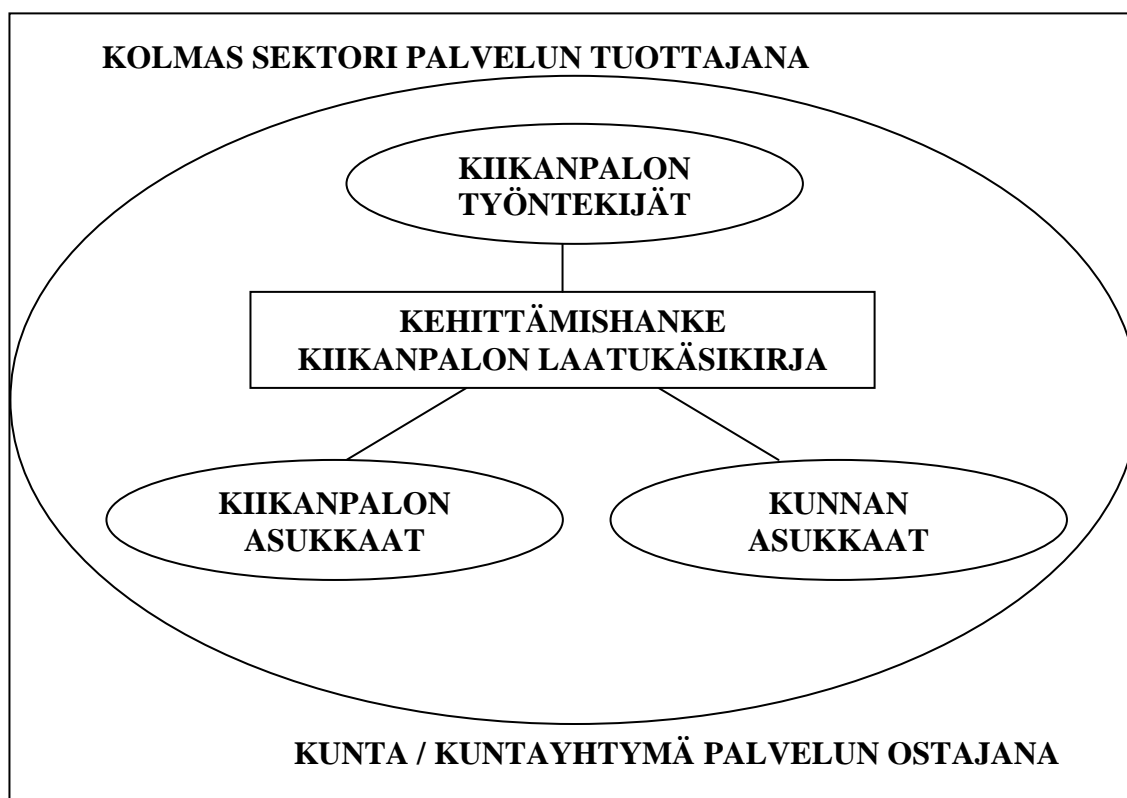 KOLMAS SEKTORI PALVELUN TUOTTAJANA
KIIKANPALON
TYÖNTEKIJÄT
KEHITTÄMISHANKE
KIIKANPALON LAATUKÄSIKIRJA
KIIKANPALON
ASUKKAAT
KUNNAN
ASUKKAAT
KUNTA / KUNTAYHTYMÄ PALVELUN OSTAJANA